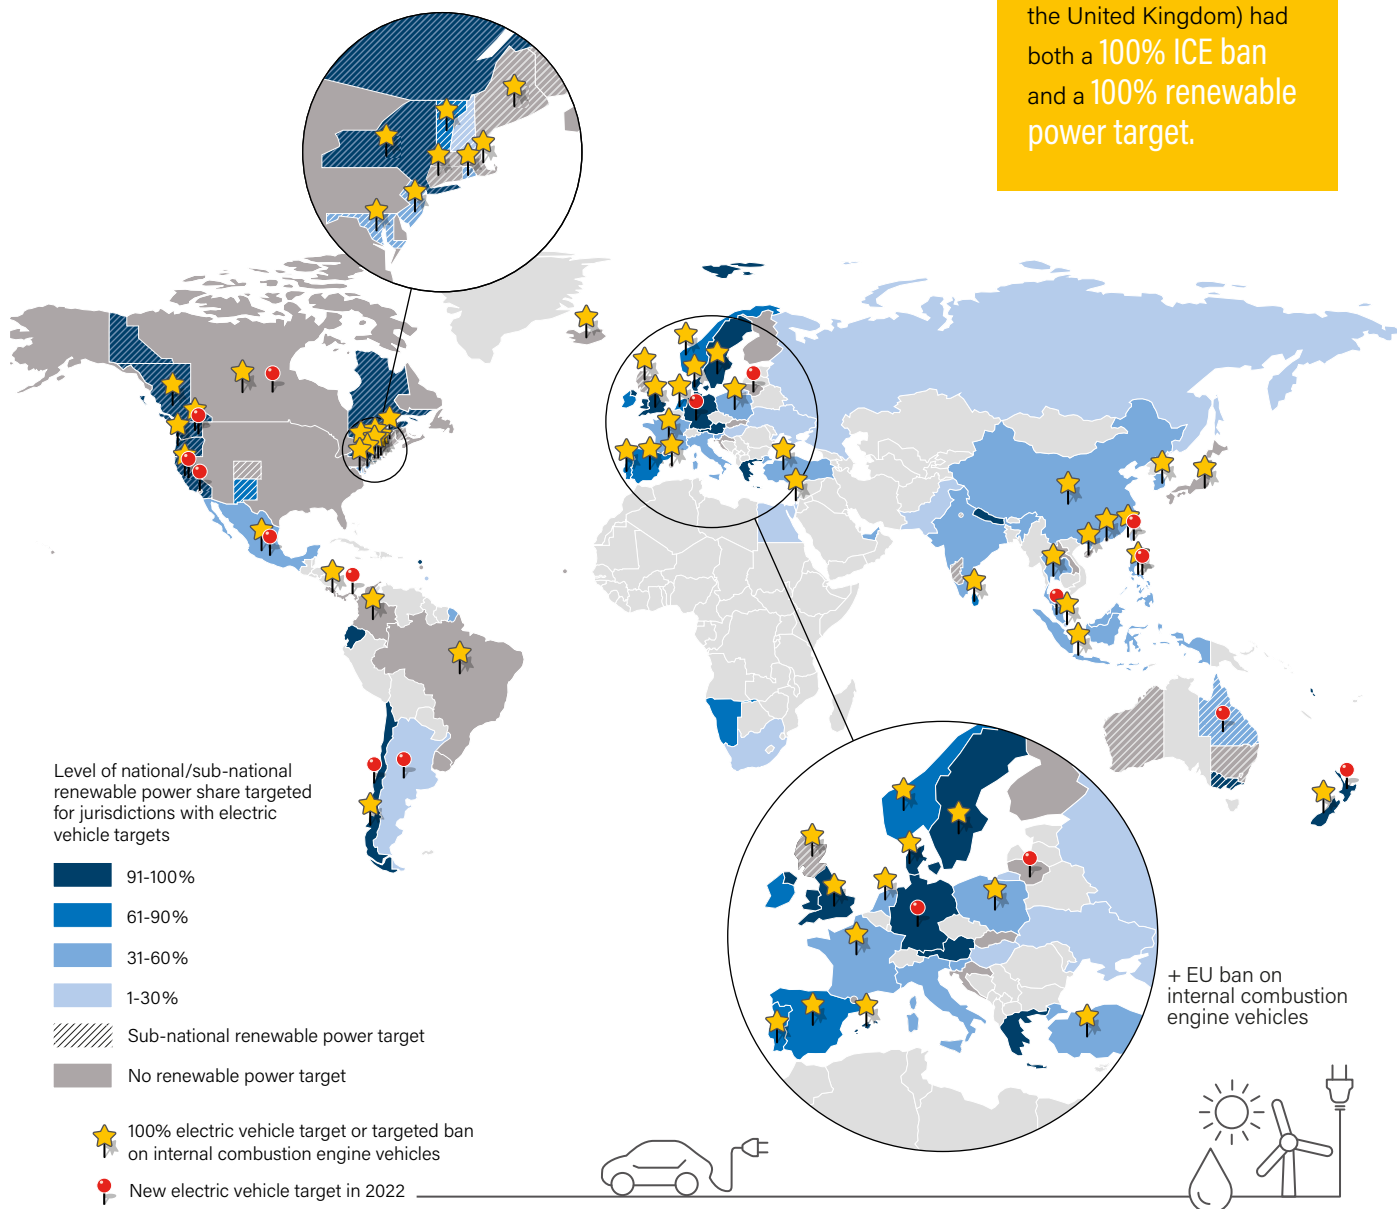 the United Kingdom) had
both a 100% ICE ban
and a 100% renewable
power target.
Level of national/sub-national
renewable power share targeted
for jurisdictions with electric
vehicle targets
91-100%
61-90%
31-60%
1-30%
Sub-national renewable power target
No renewable power target
100% electric vehicle target or targeted ban
on internal combustion engine vehicles
New electric vehicle target in 2022
+ EU ban on
internal combustion
engine vehicles